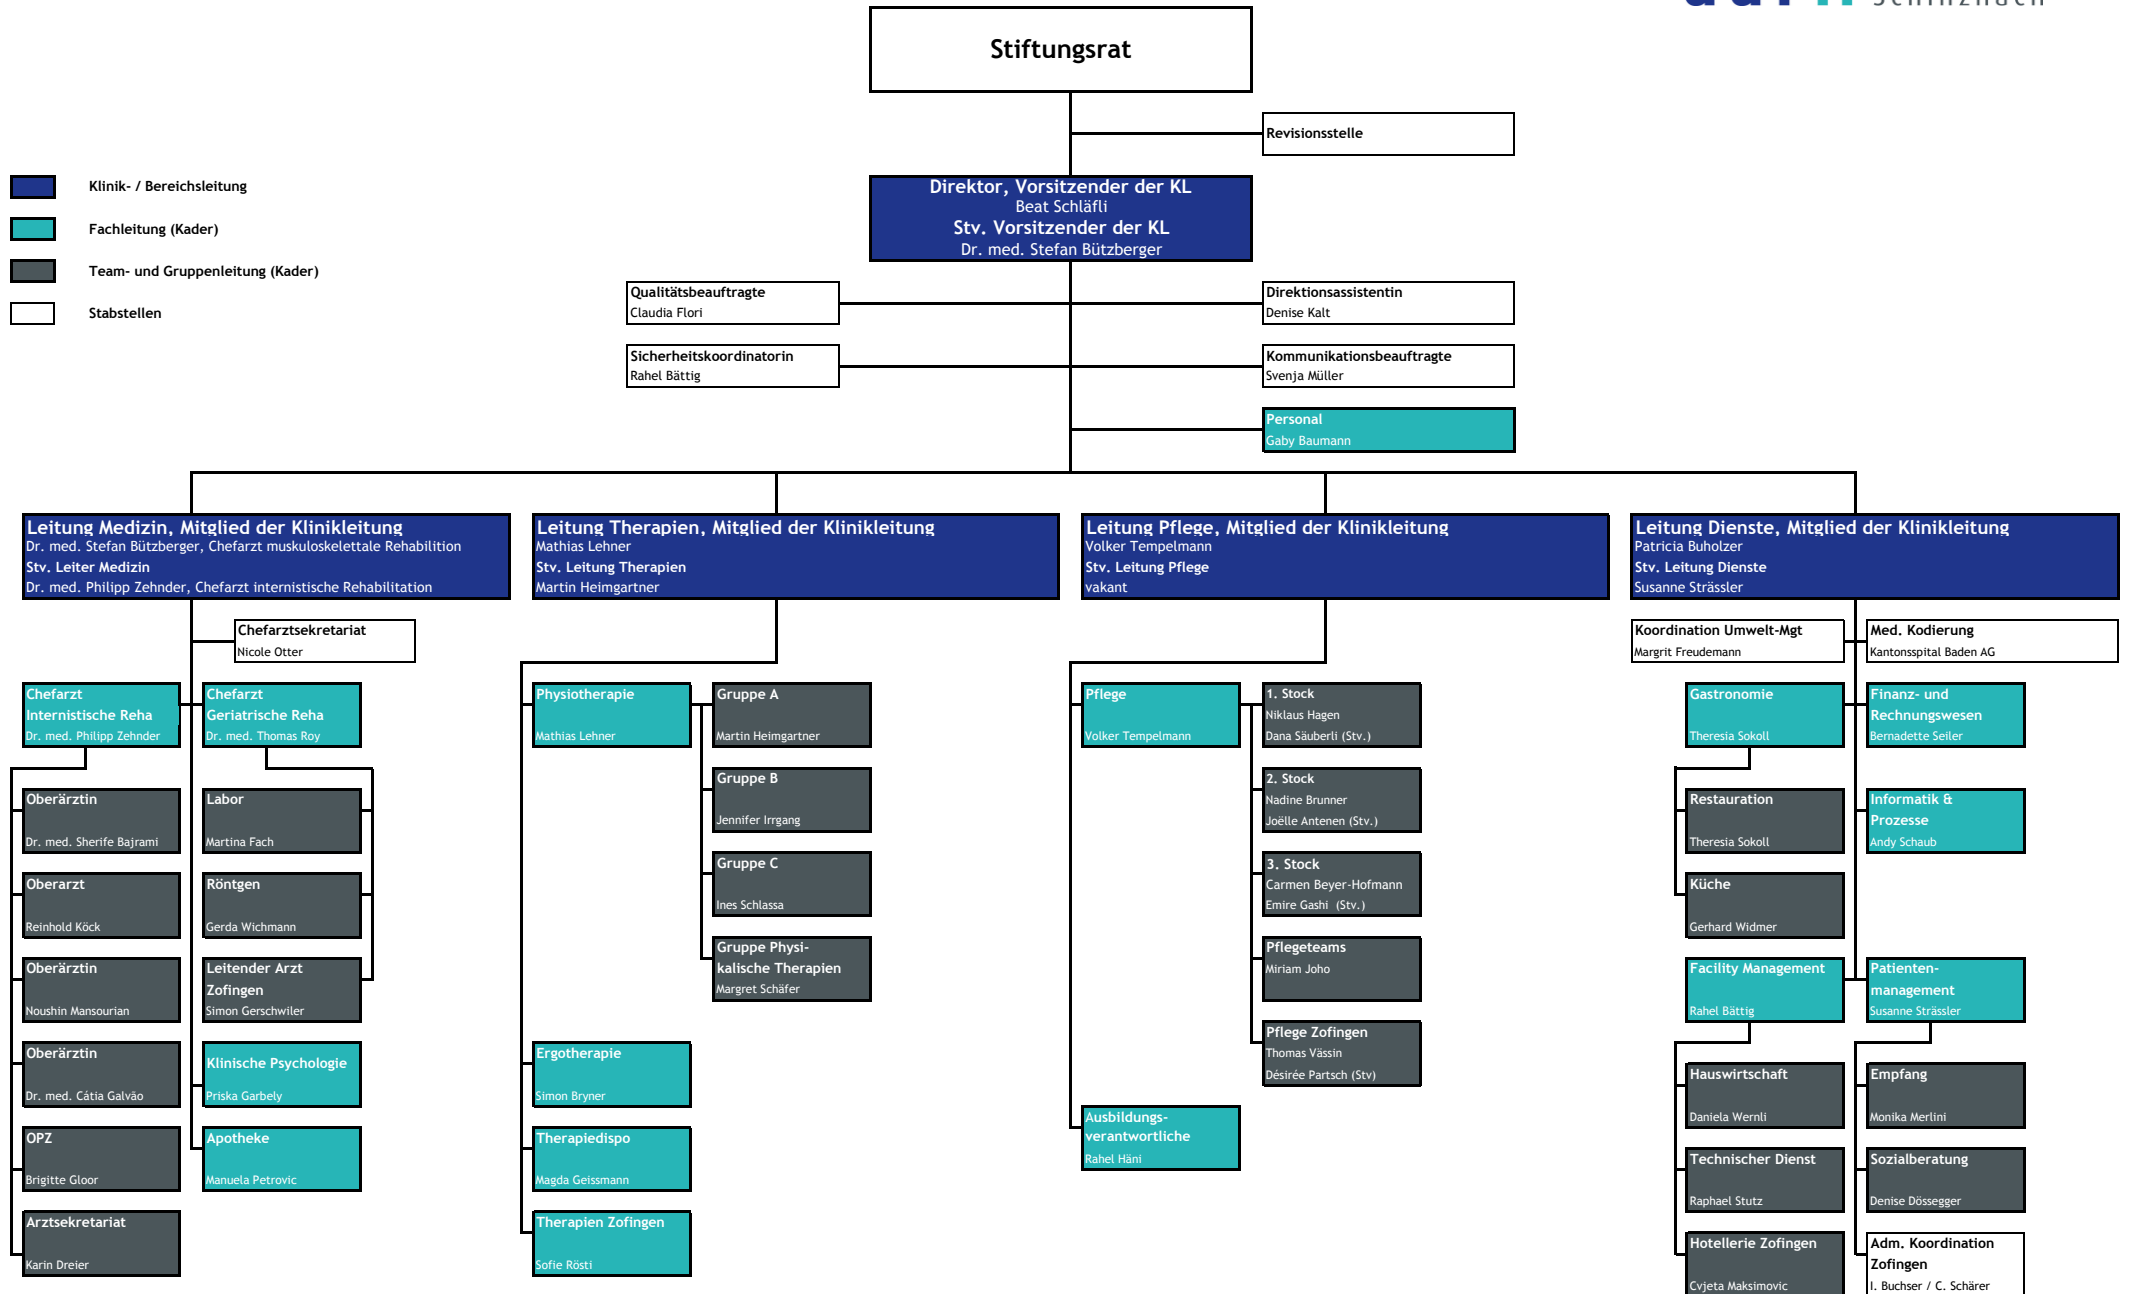 Schinznach
Stiftungsrat
Revisionsstelle
Klinik- / Bereichsleitung
Fachleitung (Kader)
Team- und Gruppenleitung (Kader)
Stabstellen
Direktor, Vorsitzender der KL
Beat Schläfli
Stv. Vorsitzender der KL
Dr. med. Stefan Bützberger
Qualitätsbeauftragte
Claudia Flori
Direktionsassistentin
Denise Kalt
Sicherheitskoordinatorin
Rahel Bättig
Kommunikationsbeauftragte
Svenja Müller
Personal
Gaby Baumann
Leitung Medizin, Mitglied der Klinikleitung
Dr. med. Stefan Bützberger, Chefarzt muskuloskelettale Rehabilition
Stv. Leiter Medizin
Dr. med. Philipp Zehnder, Chefarzt internistische Rehabilitation
Leitung Therapien, Mitglied der Klinikleitung
Mathias Lehner
Stv. Leitung Therapien
Martin Heimgartner
Leitung Pflege, Mitglied der Klinikleitung
Volker Tempelmann
Stv. Leitung Pflege
vakant
Leitung Dienste, Mitglied der Klinikleitung
Patricia Buholzer
Stv. Leitung Dienste
Susanne Strässler
Chefarztsekretariat
Nicole Otter
Chefarzt
Internistische Reha
Dr. med. Philipp Zehnder
Chefarzt
Geriatrische Reha
Dr. med. Thomas Roy
Oberärztin
Dr. med. Sherife Bajrami
Labor
Martina Fach
Oberarzt
Reinhold Köck
Röntgen
Gerda Wichmann
Oberärztin
Noushin Mansourian
Leitender Arzt
Zofingen
Simon Gerschwiler
Oberärztin
Dr. med. Cátia Galvão
Klinische Psychologie
Priska Garbely
OPZ
Brigitte Gloor
Apotheke
Manuela Petrovic
Arztsekretariat
Karin Dreier
Physiotherapie
Mathias Lehner
Gruppe A
Martin Heimgartner
Gruppe B
Jennifer Irrgang
Gruppe C
Ines Schlassa
Gruppe Physi-
kalische Therapien
Margret Schäfer
Ergotherapie
Simon Bryner
Therapiedispo
Magda Geissmann
Therapien Zofingen
Sofie Rösti
Pflege
Volker Tempelmann
1. Stock
Niklaus Hagen
Dana Säuberli (Stv.)
2. Stock
Nadine Brunner
Joëlle Antenen (Stv.)
3. Stock
Carmen Beyer-Hofmann
Emire Gashi (Stv.)
Pflegeteams
Miriam Joho
Pflege Zofingen
Thomas Vässin
Désirée Partsch (Stv)
Ausbildungs-
verantwortliche
Rahel Häni
Koordination Umwelt-Mgt
Margrit Freudemann
Med. Kodierung
Kantonsspital Baden AG
Gastronomie
Theresia Sokoll
Finanz- und
Rechnungswesen
Bernadette Seiler
Restauration
Theresia Sokoll
Informatik &
Prozesse
Andy Schaub
Küche
Gerhard Widmer
Facility Management
Rahel Bättig
Patienten-
management
Susanne Strässler
Hauswirtschaft
Daniela Wernli
Empfang
Monika Merlini
Technischer Dienst
Raphael Stutz
Sozialberatung
Denise Dössegger
Hotellerie Zofingen
Cvjeta Maksimovic
Adm. Koordination
Zofingen
I. Buchser / C. Schärer